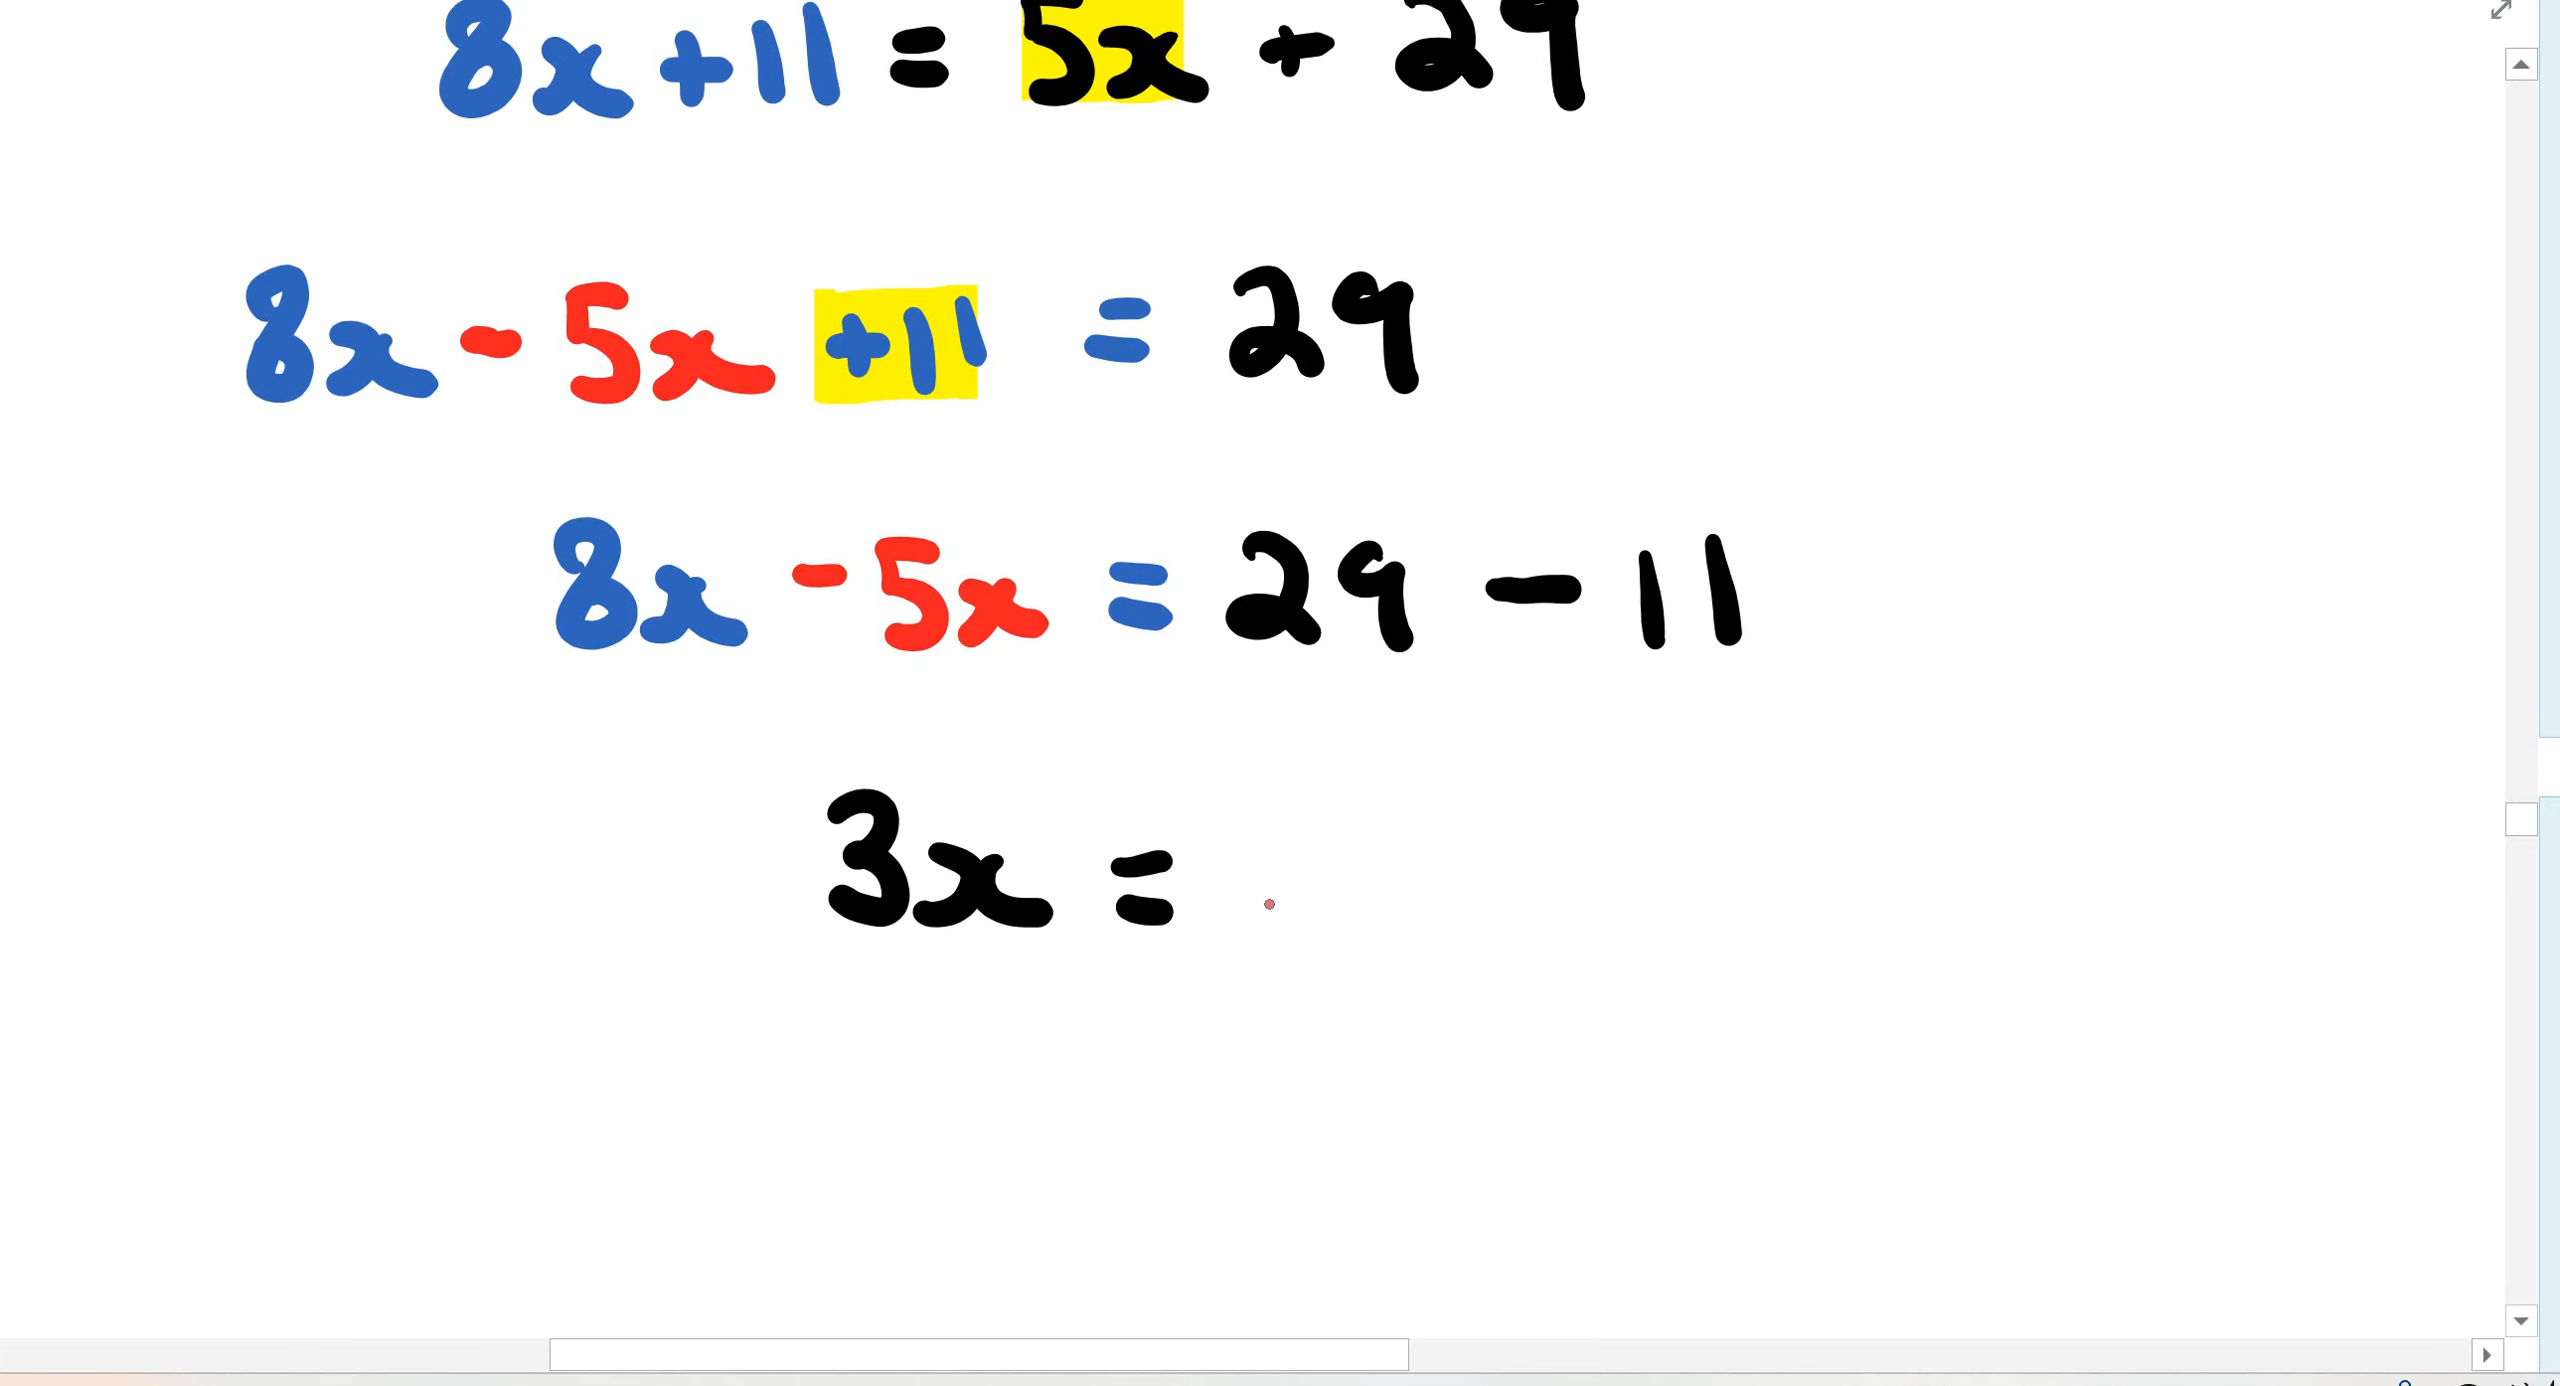 8x + 11 = 5x + 29
8x - 5x + 11 = 29
8x - 5x = 29 - 11
3x =